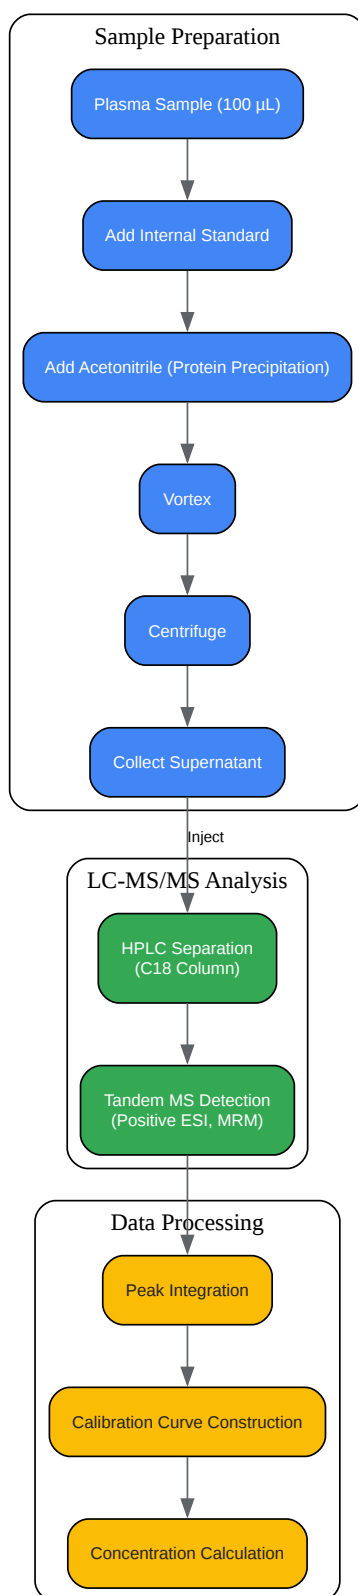 Sample Preparation
Plasma Sample (100 µL)
Add Internal Standard
Add Acetonitrile (Protein Precipitation)
Vortex
Centrifuge
Collect Supernatant
Inject
LC-MS/MS Analysis
HPLC Separation
(C18 Column)
Tandem MS Detection
(Positive ESI, MRM)
Data Processing
Peak Integration
Calibration Curve Construction
Concentration Calculation